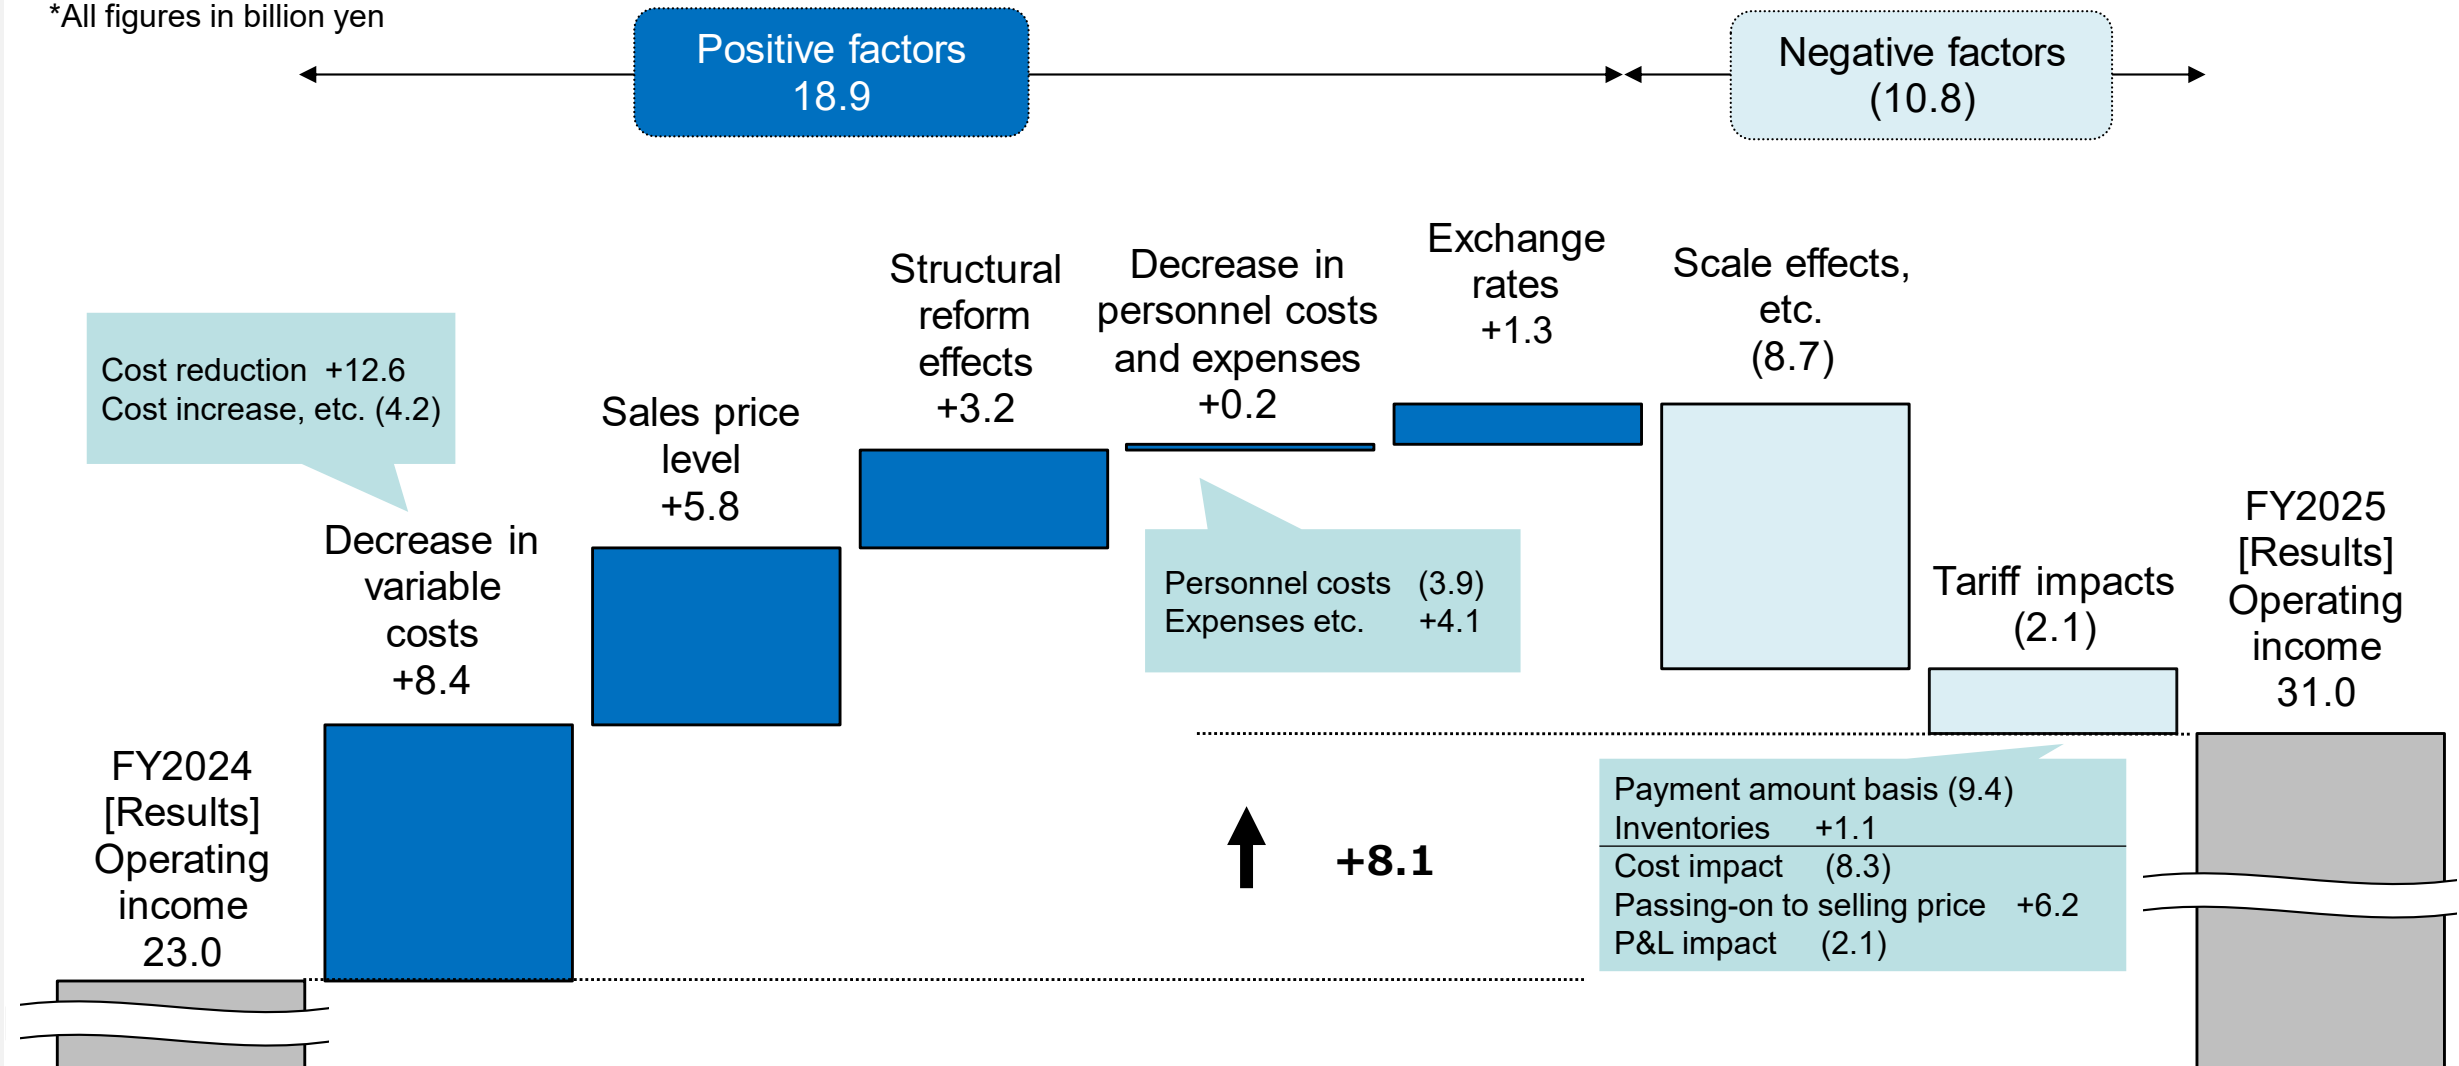 *All figures in billion yen
Positive factors
18.9
Negative factors
(10.8)
FY2024
[Results]
Operating
income
23.0
Cost reduction +12.6
Cost increase, etc. (4.2)
Decrease in
variable
costs
+8.4
Sales price
level
+5.8
Structural
reform
effects
+3.2
Decrease in
personnel costs
and expenses
+0.2
Personnel costs (3.9)
Expenses etc. +4.1
Exchange
rates
+1.3
Scale effects,
etc.
(8.7)
Tariff impacts
(2.1)
Payment amount basis (9.4)
Inventories +1.1
Cost impact (8.3)
Passing-on to selling price +6.2
P&L impact (2.1)
+8.1
FY2025
[Results]
Operating
income
31.0